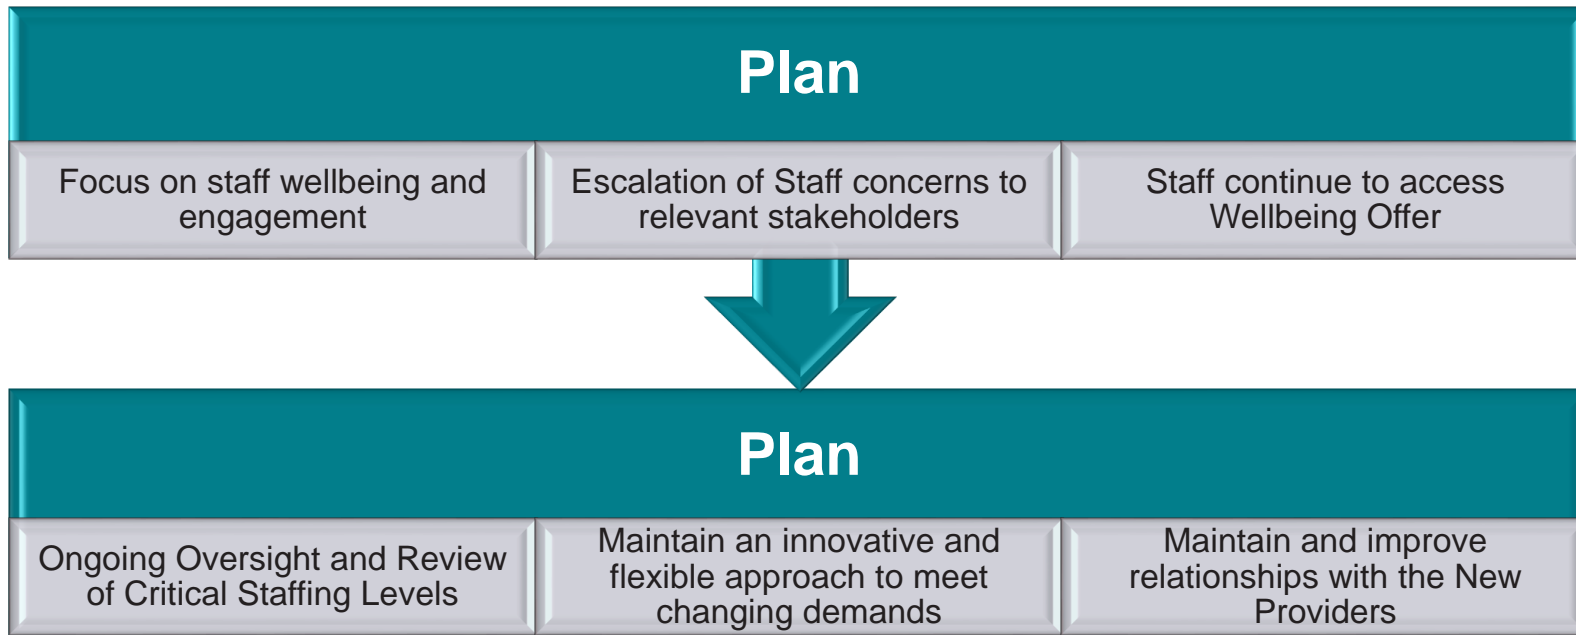 Plan
Focus on staff wellbeing and
engagement
Escalation of Staff concerns to
relevant stakeholders
Staff continue to access
Wellbeing Offer
Plan
Ongoing Oversight and Review
of Critical Staffing Levels
Maintain an innovative and
flexible approach to meet
changing demands
Maintain and improve
relationships with the New
Providers